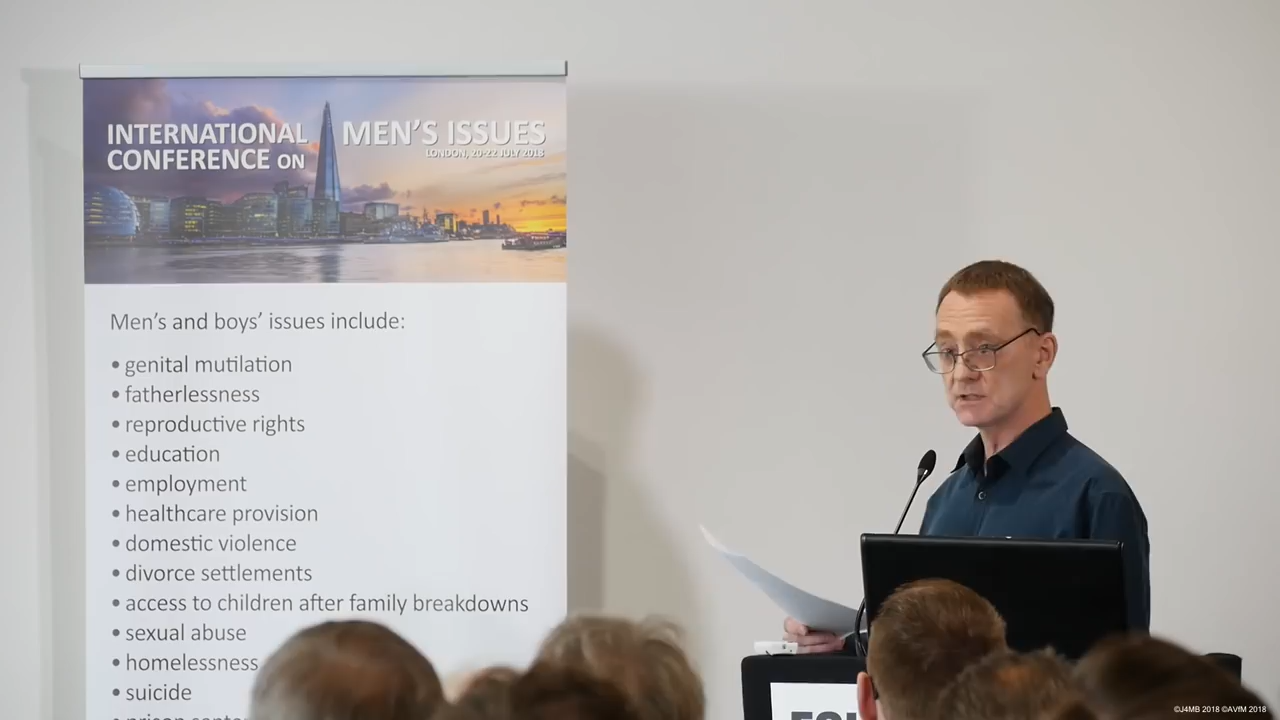 INTERNATIONAL MEN'S ISSUES
CONFERENCE ON LONDON, 20-22 JULY 2018
Men's and boys' issues include:
• genital mutilation
• fatherlessness
• reproductive rights
• education
• employment
• healthcare provision
• domestic violence
• divorce settlements
• access to children after family breakdowns
• sexual abuse
• homelessness
• suicide
• prison
©J4MB 2018 ©AVfM 2018